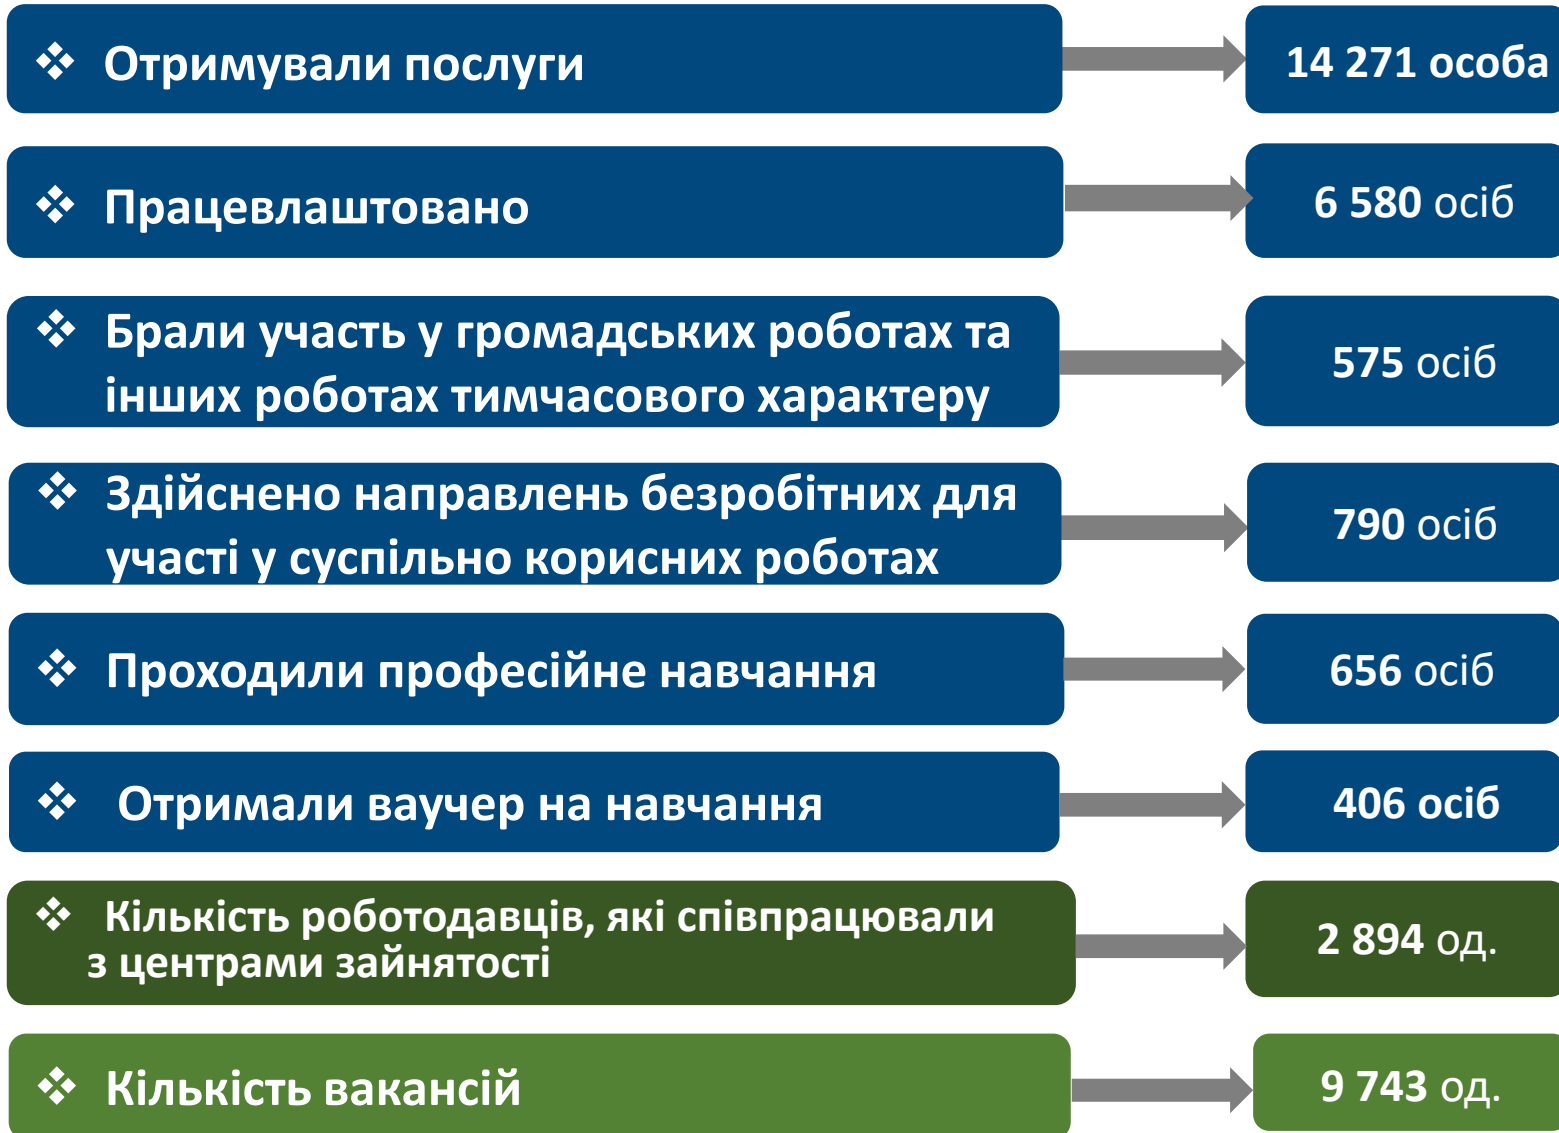 ❖ Отримували послуги
14 271 особа
❖ Працевлаштовано
6 580 осіб
❖ Брали участь у громадських роботах та
інших роботах тимчасового характеру
575 осіб
❖ Здійснено направлень безробітних для
участі у суспільно корисних роботах
790 осіб
❖ Проходили професійне навчання
656 осіб
❖ Отримали ваучер на навчання
406 осіб
❖ Кількість роботодавців, які співпрацювали
з центрами зайнятості
2 894 од.
❖ Кількість вакансій
9 743 од.